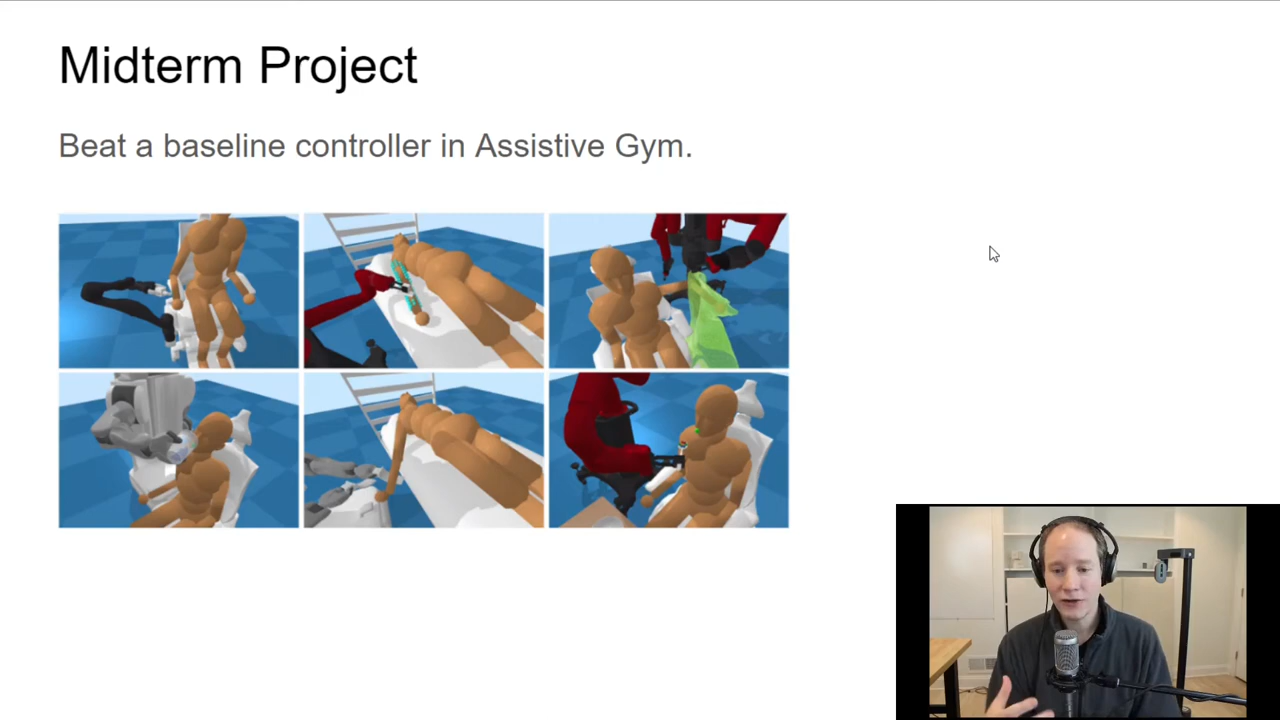 Midterm Project
Beat a baseline controller in Assistive Gym.